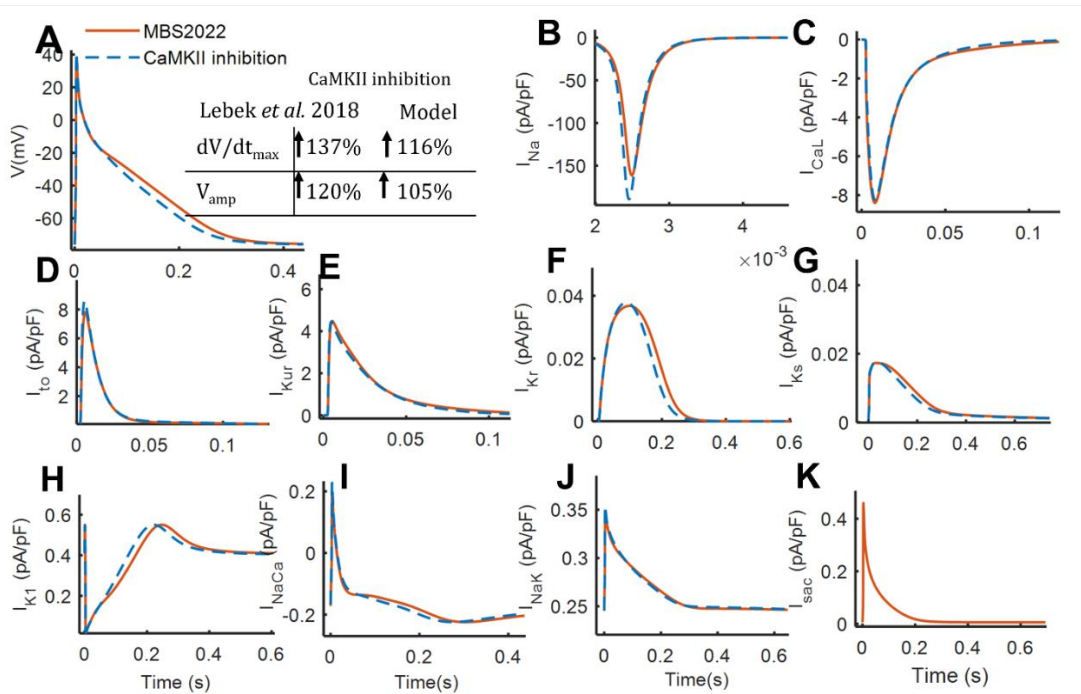 MBS2022
CaMKII inhibition
A
40
20
0
-20
-40
-60
V(mV)
0 0.2 0.4
CaMKII inhibition
Lebek et al. 2018 Model
dV/dtmax 137% 116%
Vamp 120% 105%
B
0
-50
-100
-150
INa (pA/pF)
2 3 4
×10⁻³
C
0
-2
-4
-6
-8
ICaL (pA/pF)
0 0.05 0.1
D
8
6
4
2
Ito (pA/pF)
0 0.05 0.1
E
6
4
2
0
IKur (pA/pF)
0 0.05 0.1
F
0.04
0.02
0
IKr (pA/pF)
0 0.2 0.4 0.6
G
0.04
0.02
0
IKs (pA/pF)
0 0.2 0.4 0.6
H
0.6
0.4
0.2
IK1 (pA/pF)
0 0.2 0.4 0.6
Time (s)
I
0.2
0
-0.2
INaCa (pA/pF)
0 0.2 0.4
Time(s)
J
0.35
0.3
0.25
INaK (pA/pF)
0 0.2 0.4 0.6
Time(s)
K
0.4
0.2
0
Isac (pA/pF)
0 0.2 0.4 0.6
Time (s)